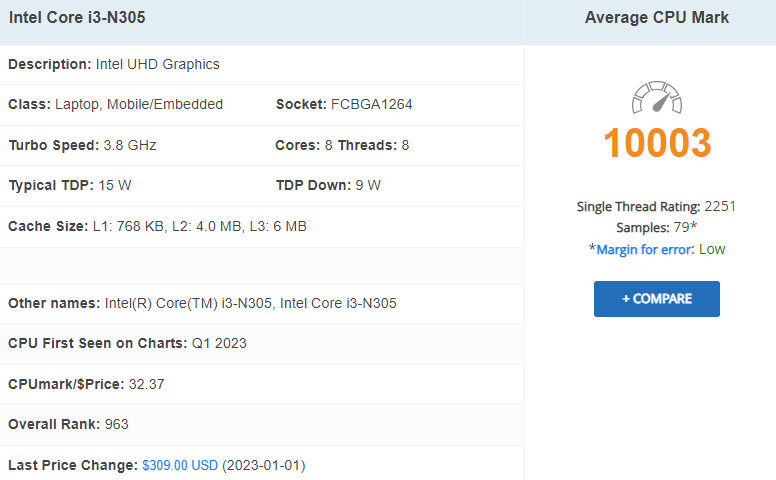 Intel Core i3-N305
Average CPU Mark
Description: Intel UHD Graphics
Class: Laptop, Mobile/Embedded
Socket: FCBGA1264
Turbo Speed: 3.8 GHz
Cores: 8 Threads: 8
Typical TDP: 15 W
TDP Down: 9 W
Cache Size: L1: 768 KB, L2: 4.0 MB, L3: 6 MB
Other names: Intel(R) Core(TM) i3-N305, Intel Core i3-N305
CPU First Seen on Charts: Q1 2023
CPUmark/$Price: 32.37
Overall Rank: 963
Last Price Change: $309.00 USD (2023-01-01)
10003
Single Thread Rating: 2251
Samples: 79*
*Margin for error: Low
+ COMPARE